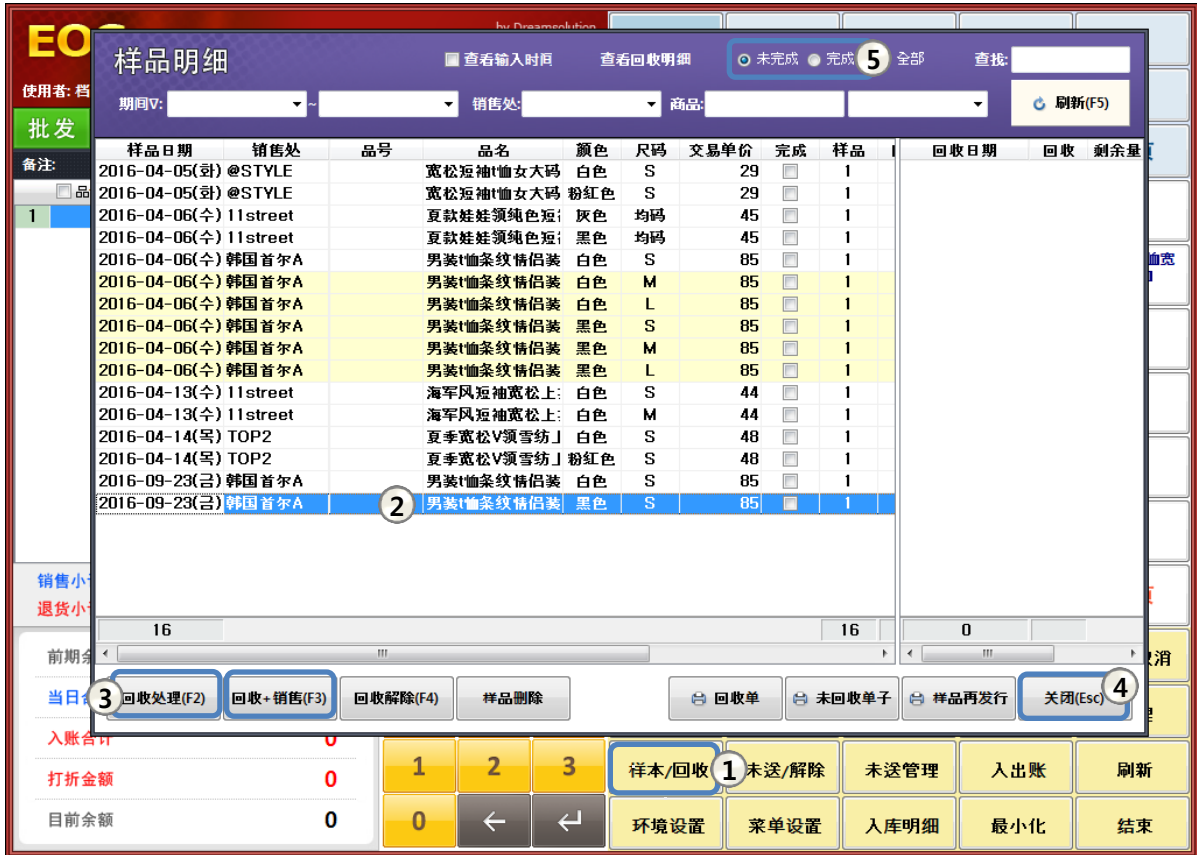 EO
by Dreamsolution
样品明细
查看输入时间
查看回收明细
未完成
完成
5
全部
查找:
使用者: 档
期间∇:
~
销售处:
商品:
刷新(F5)
批发
备注:
样品日期 销售处 品号 品名 颜色 尺码 交易单价 完成 样品
回收日期 回收 剩余量
品
1
2016-04-05(화) @STYLE 宽松短袖t恤女大码 白色 S 29 1
2016-04-05(화) @STYLE 宽松短袖t恤女大码 粉红色 S 29 1
2016-04-06(수) 11street 夏款娃娃领纯色短 灰色 均码 45 1
2016-04-06(수) 11street 夏款娃娃领纯色短 黑色 均码 45 1
2016-04-06(수) 韩国首尔A 男装t恤条纹情侣装 白色 S 85 1
2016-04-06(수) 韩国首尔A 男装t恤条纹情侣装 白色 M 85 1
2016-04-06(수) 韩国首尔A 男装t恤条纹情侣装 白色 L 85 1
2016-04-06(수) 韩国首尔A 男装t恤条纹情侣装 黑色 S 85 1
2016-04-06(수) 韩国首尔A 男装t恤条纹情侣装 黑色 M 85 1
2016-04-06(수) 韩国首尔A 男装t恤条纹情侣装 黑色 L 85 1
2016-04-13(수) 11street 海军风短袖宽松上 白色 S 44 1
2016-04-13(수) 11street 海军风短袖宽松上 白色 M 44 1
2016-04-14(목) TOP2 夏季宽松V领雪纺 白色 S 48 1
2016-04-14(목) TOP2 夏季宽松V领雪纺 粉红色 S 48 1
2016-09-23(금) 韩国首尔A 男装t恤条纹情侣装 白色 S 85 1
2016-09-23(금) 韩国首尔A 2 男装t恤条纹情侣装 黑色 S 85 1
恤宽
销售小
退货小
16 16 0
前期余
消
3
回收处理(F2)
回收+销售(F3)
回收解除(F4)
样品删除
回收单
未回收单子
样品再发行
关闭(Esc)
4
当日
入账合计 0
打折金额 0
目前余额 0
1 2 3
样本/回收
1
未送/解除
未送管理
入出账
刷新
0 ← ↵
环境设置
菜单设置
入库明细
最小化
结束